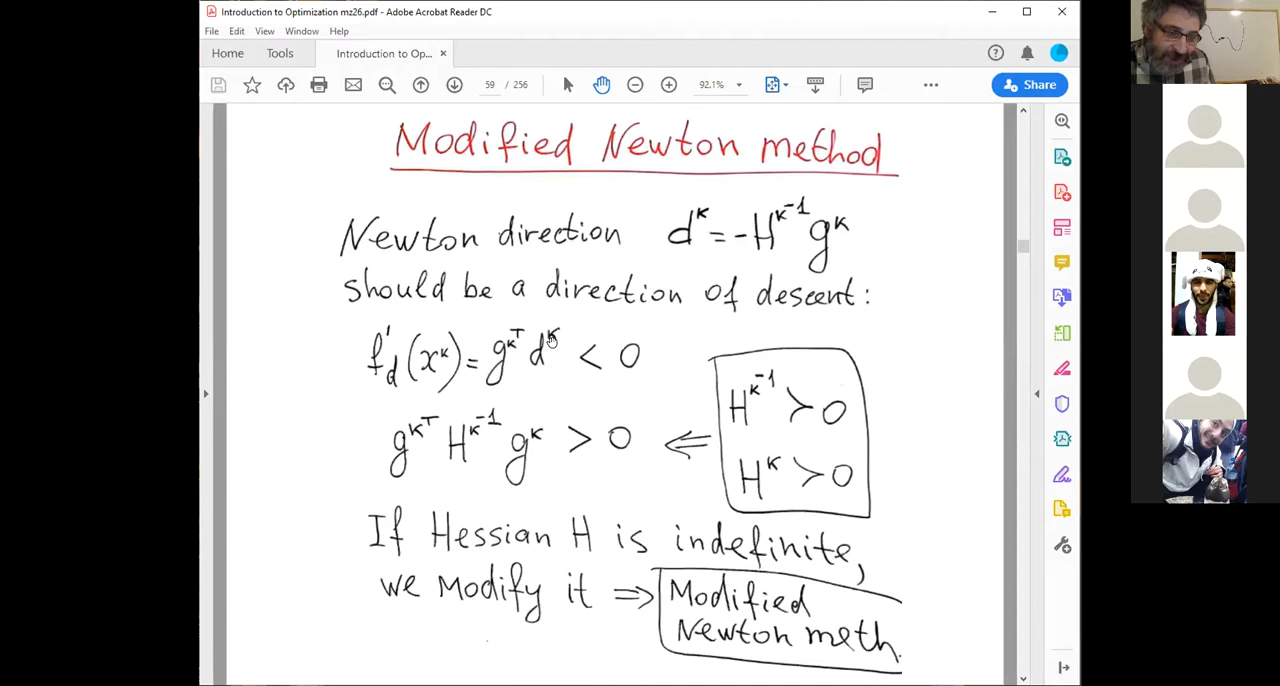 Introduction to Optimization mz26.pdf - Adobe Acrobat Reader DC
File Edit View Window Help
Home Tools Introduction to Op... ×
59 / 256 92.1% Share
Modified Newton method
Newton direction d^k = -H^{k^{-1}} g^k
should be a direction of descent:
f'_d(x^k) = g^{k^T} d^k < 0
g^{k^T} H^{k^{-1}} g^k > 0 ⇐
H^{k^{-1}} ≻ 0
H^k ≻ 0
If Hessian H is indefinite,
we modify it ⇒ Modified
Newton meth.